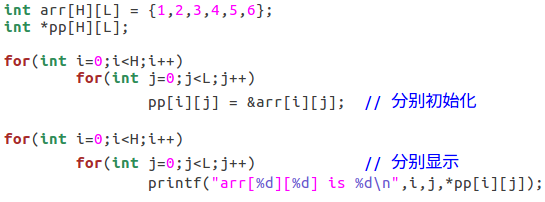 int arr[H][L] = {1,2,3,4,5,6};
int *pp[H][L];
for(int i=0;i<H;i++)
for(int j=0;j<L;j++)
pp[i][j] = &arr[i][j]; // 分别初始化
for(int i=0;i<H;i++)
for(int j=0;j<L;j++) // 分别显示
printf("arr[%d][%d] is %d\n",i,j,*pp[i][j]);